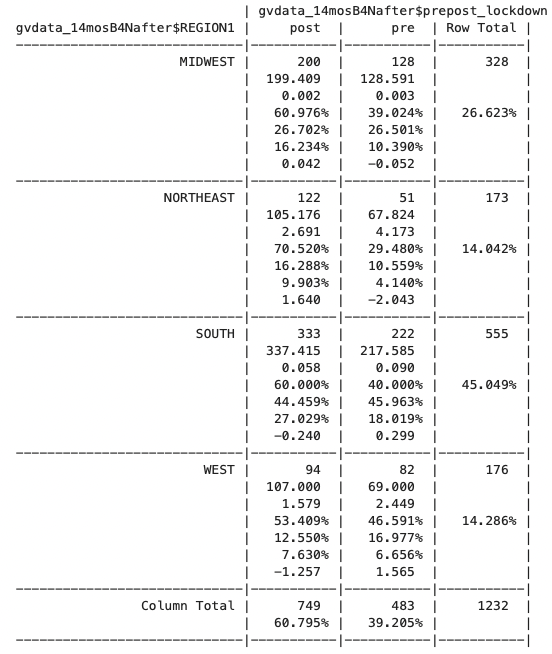 | gvdata_14mosB4Nafter$prepost_lockdown
gvdata_14mosB4Nafter$REGION1 | post | pre | Row Total |
-----------------------------|-----------|-----------|-----------|
MIDWEST | 200 | 128 | 328 |
| 199.409 | 128.591 | |
| 0.002 | 0.003 | |
| 60.976% | 39.024% | 26.623% |
| 26.702% | 26.501% | |
| 16.234% | 10.390% | |
| 0.042 | −0.052 | |
-----------------------------|-----------|-----------|-----------|
NORTHEAST | 122 | 51 | 173 |
| 105.176 | 67.824 | |
| 2.691 | 4.173 | |
| 70.520% | 29.480% | 14.042% |
| 16.288% | 10.559% | |
| 9.903% | 4.140% | |
| 1.640 | −2.043 | |
-----------------------------|-----------|-----------|-----------|
SOUTH | 333 | 222 | 555 |
| 337.415 | 217.585 | |
| 0.058 | 0.090 | |
| 60.000% | 40.000% | 45.049% |
| 44.459% | 45.963% | |
| 27.029% | 18.019% | |
| −0.240 | 0.299 | |
-----------------------------|-----------|-----------|-----------|
WEST | 94 | 82 | 176 |
| 107.000 | 69.000 | |
| 1.579 | 2.449 | |
| 53.409% | 46.591% | 14.286% |
| 12.550% | 16.977% | |
| 7.630% | 6.656% | |
| −1.257 | 1.565 | |
-----------------------------|-----------|-----------|-----------|
Column Total | 749 | 483 | 1232 |
| 60.795% | 39.205% | |
-----------------------------|-----------|-----------|-----------|